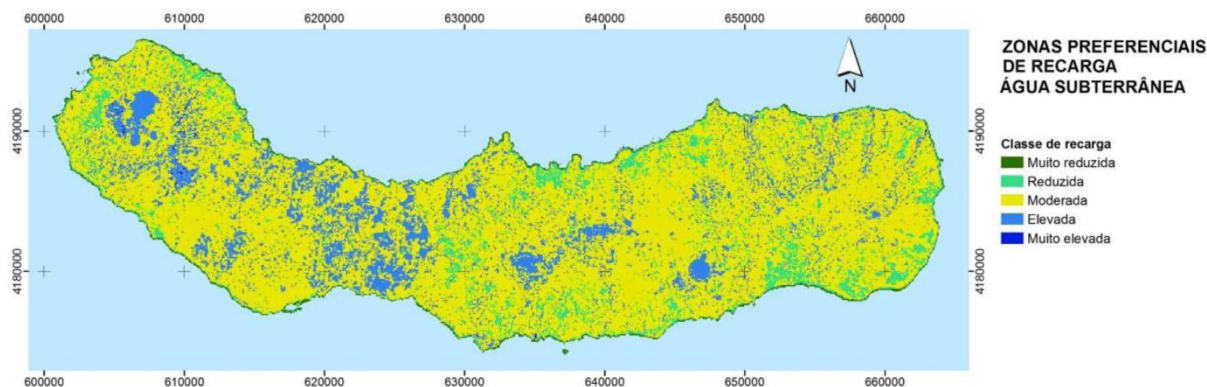 600000 610000 620000 630000 640000 650000 660000
ZONAS PREFERENCIAIS
DE RECARGA
ÁGUA SUBTERRÂNEA
N
4190000 4190000
Classe de recarga
Muito reduzida
Reduzida
Moderada
Elevada
Muito elevada
4180000 4180000
600000 610000 620000 630000 640000 650000 660000